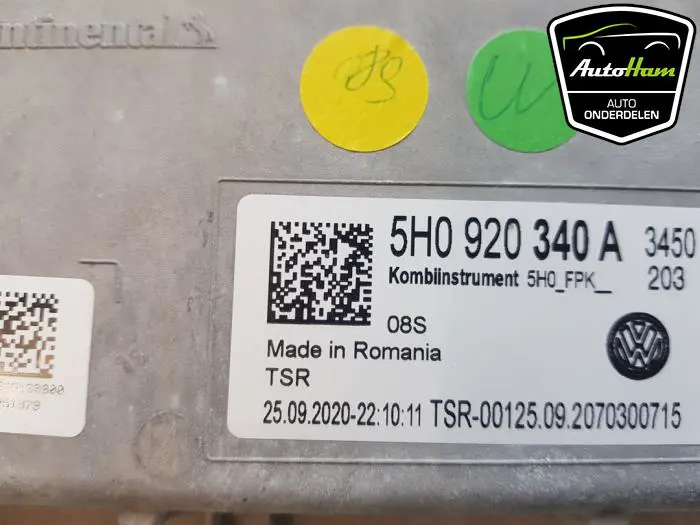 ntinental
AutoHam
AUTO
ONDERDELEN
5H0 920 340 A 3450
Kombiinstrument 5H0_FPK__ 203
08S
Made in Romania
TSR
25.09.2020-22:10:11 TSR-00125.09.2070300715